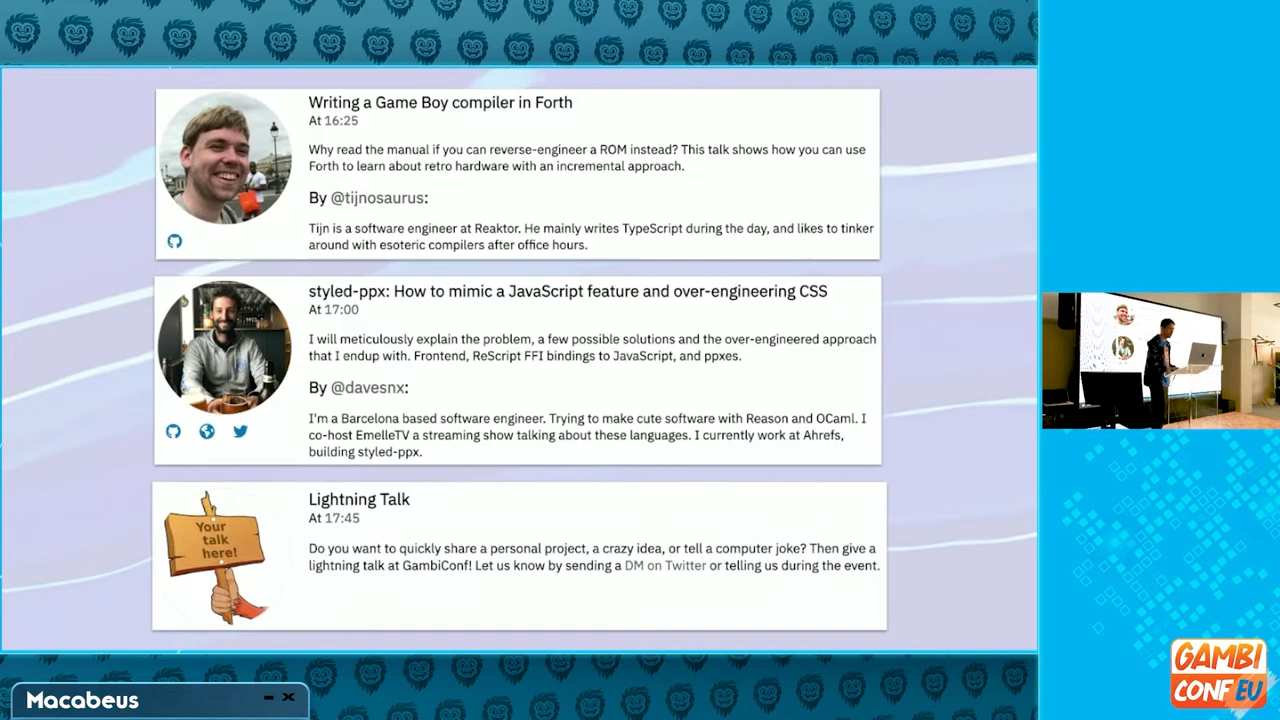 Writing a Game Boy compiler in Forth
At 16:25
Why read the manual if you can reverse-engineer a ROM instead? This talk shows how you can use
Forth to learn about retro hardware with an incremental approach.
By @tijnosaurus:
Tijn is a software engineer at Reaktor. He mainly writes TypeScript during the day, and likes to tinker
around with esoteric compilers after office hours.
styled-ppx: How to mimic a JavaScript feature and over-engineering CSS
At 17:00
I will meticulously explain the problem, a few possible solutions and the over-engineered approach
that I endup with. Frontend, ReScript FFI bindings to JavaScript, and ppxes.
By @davesnx:
I'm a Barcelona based software engineer. Trying to make cute software with Reason and OCaml. I
co-host EmelleTV a streaming show talking about these languages. I currently work at Ahrefs,
building styled-ppx.
Your
talk
here!
Lightning Talk
At 17:45
Do you want to quickly share a personal project, a crazy idea, or tell a computer joke? Then give a
lightning talk at GambiConf! Let us know by sending a DM on Twitter or telling us during the event.
Macabeus
GAMBI
CONF EU